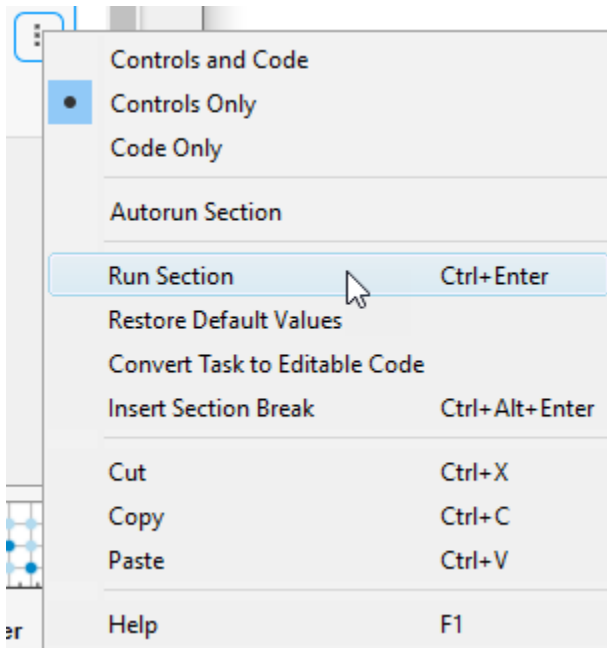 Controls and Code
Controls Only
Code Only
Autorun Section
Run Section Ctrl+Enter
Restore Default Values
Convert Task to Editable Code
Insert Section Break Ctrl+Alt+Enter
Cut Ctrl+X
Copy Ctrl+C
Paste Ctrl+V
er
Help F1